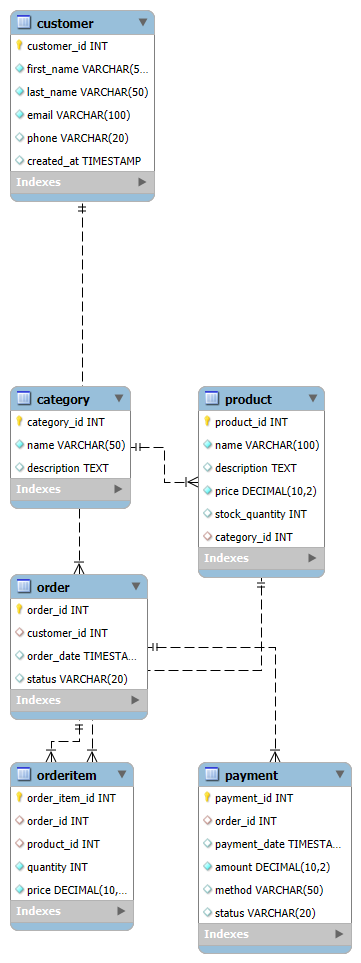 customer
customer_id INT
first_name VARCHAR(5...
last_name VARCHAR(50)
email VARCHAR(100)
phone VARCHAR(20)
created_at TIMESTAMP
Indexes
category
category_id INT
name VARCHAR(50)
description TEXT
Indexes
product
product_id INT
name VARCHAR(100)
description TEXT
price DECIMAL(10,2)
stock_quantity INT
category_id INT
Indexes
order
order_id INT
customer_id INT
order_date TIMESTA...
status VARCHAR(20)
Indexes
orderitem
order_item_id INT
order_id INT
product_id INT
quantity INT
price DECIMAL(10,...
Indexes
payment
payment_id INT
order_id INT
payment_date TIMESTA...
amount DECIMAL(10,2)
method VARCHAR(50)
status VARCHAR(20)
Indexes